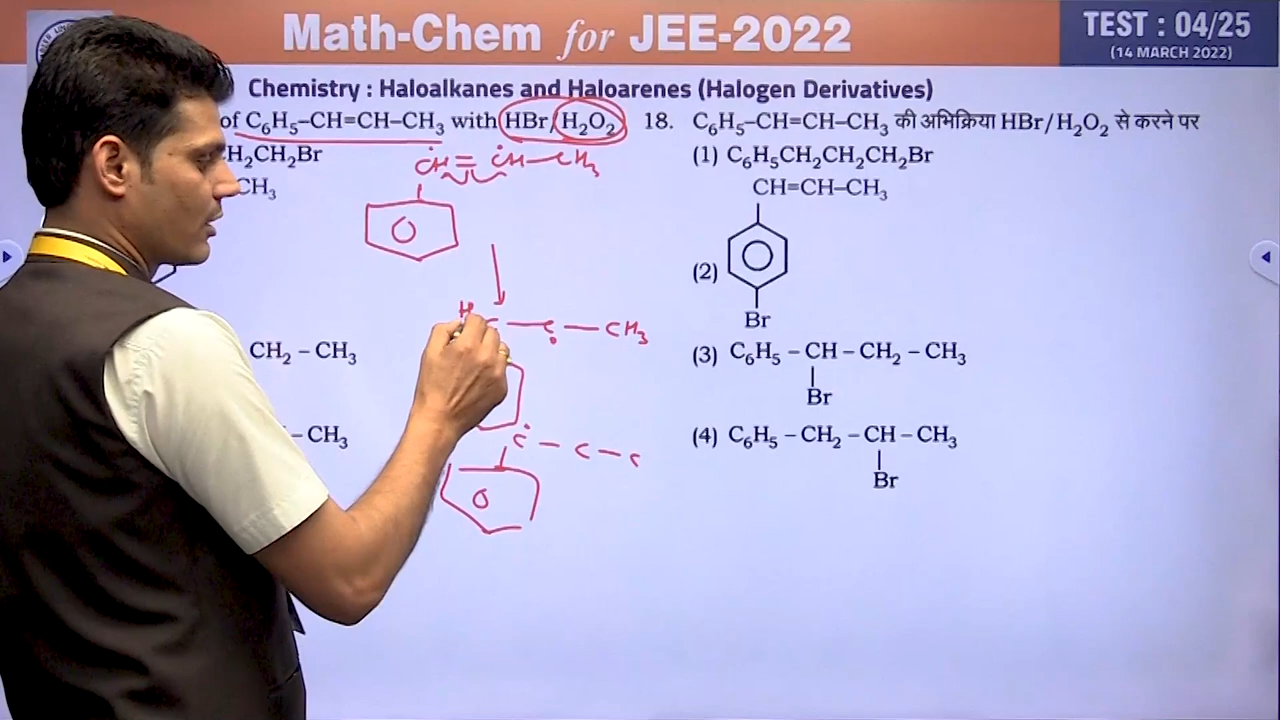 Math-Chem for JEE-2022
TEST : 04/25
(14 MARCH 2022)
Chemistry : Haloalkanes and Haloarenes (Halogen Derivatives)
of C₆H₅–CH=CH–CH₃ with HBr/H₂O₂
H₂CH₂Br
CH₃
CH₂ – CH₃
–CH₃
ĊH = ĊH — CH₃
C — C — CH₃
C — C — C
18. C₆H₅–CH=CH–CH₃ की अभिक्रिया HBr/H₂O₂ से करने पर
(1) C₆H₅CH₂CH₂CH₂Br
CH=CH–CH₃
(2)
Br
(3) C₆H₅ – CH – CH₂ – CH₃
Br
(4) C₆H₅ – CH₂ – CH – CH₃
Br